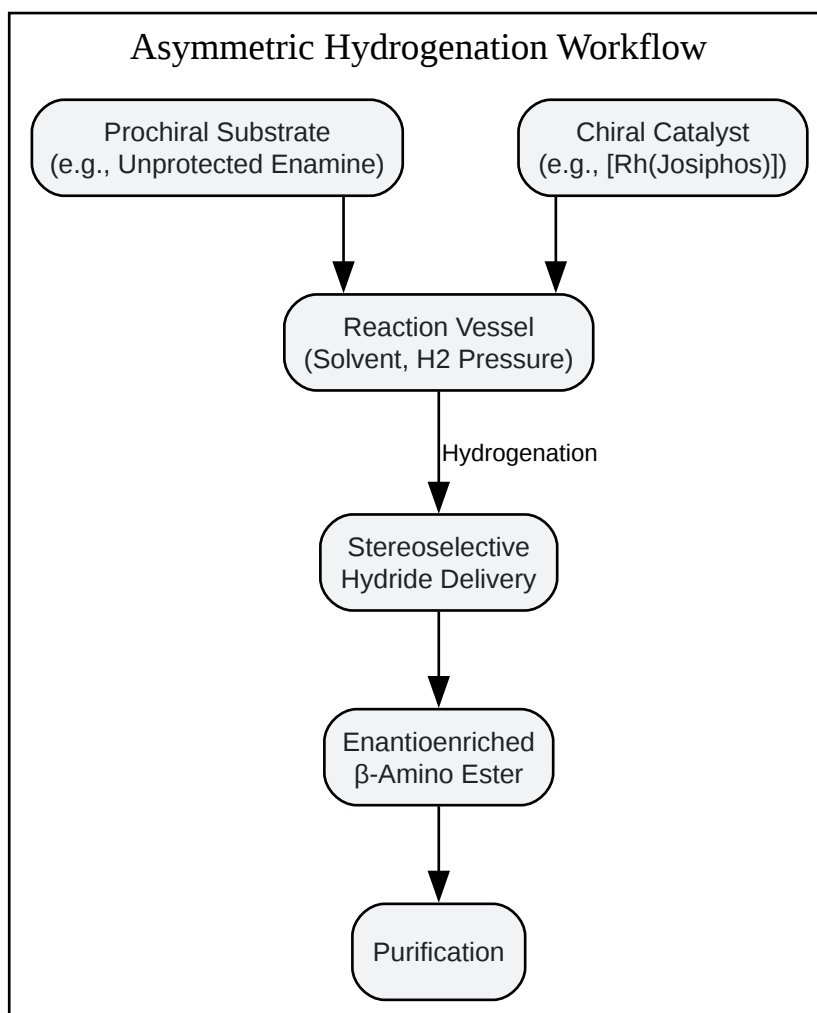 Asymmetric Hydrogenation Workflow
Prochiral Substrate
(e.g., Unprotected Enamine)
Chiral Catalyst
(e.g., [Rh(Josiphos)])
Reaction Vessel
(Solvent, H2 Pressure)
Hydrogenation
Stereoselective
Hydride Delivery
Enantioenriched
β-Amino Ester
Purification